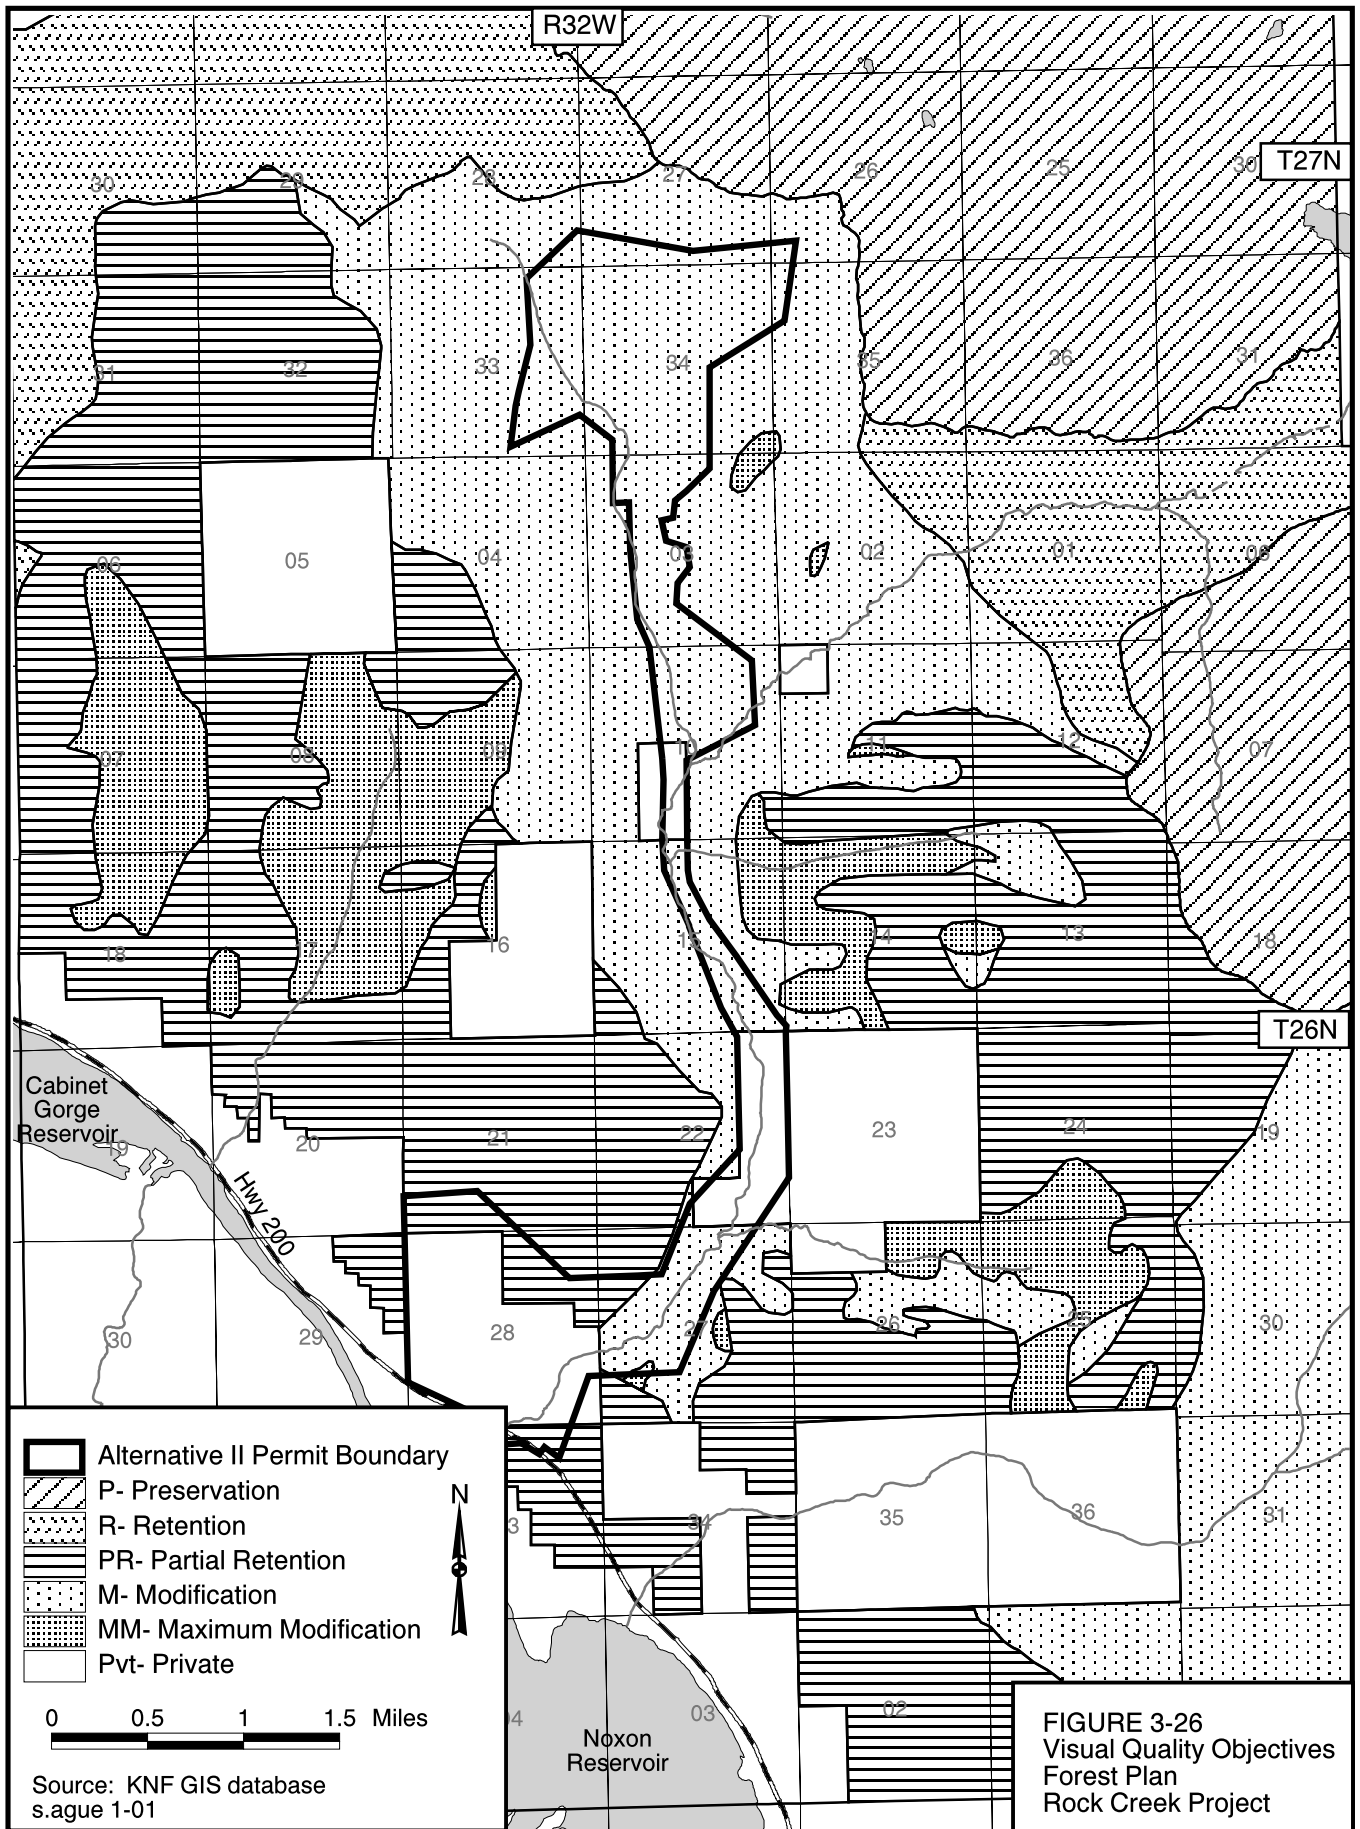 R32W
T27N
30
29
28
27
26
25
30
31
32
33
34
35
36
31
06
05
04
03
02
01
06
07
08
09
10
11
12
07
18
17
16
15
14
13
18
T26N
Cabinet
Gorge
Reservoir
19
20
21
22
23
24
19
Hwy 200
30
29
28
27
26
25
30
Alternative II Permit Boundary
P- Preservation
R- Retention
PR- Partial Retention
M- Modification
MM- Maximum Modification
Pvt- Private
N
0 0.5 1 1.5 Miles
Source: KNF GIS database
s.ague 1-01
3
34
35
36
31
04
03
02
Noxon
Reservoir
FIGURE 3-26
Visual Quality Objectives
Forest Plan
Rock Creek Project